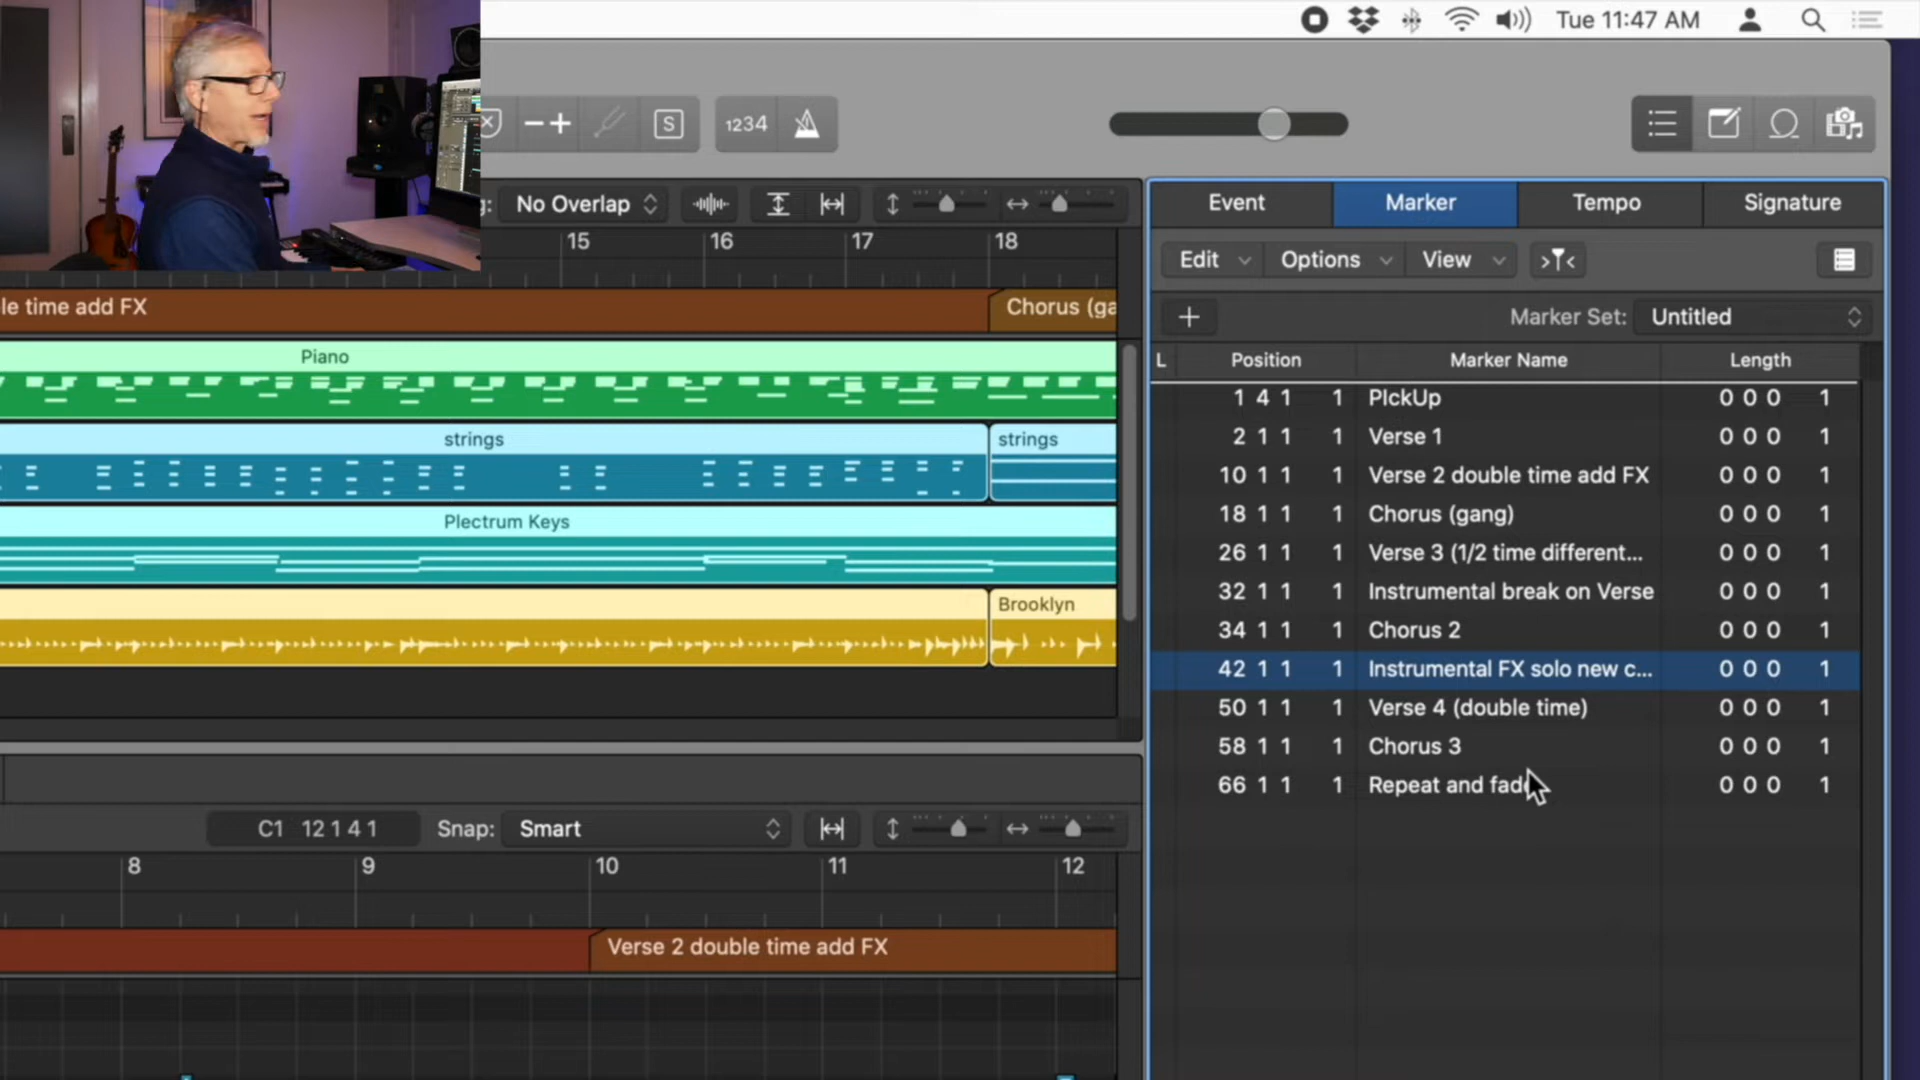 Tue 11:47 AM
S
1234
No Overlap
Event Marker Tempo Signature
15 16 17 18
Edit Options View
le time add FX
Chorus (ga
+ Marker Set: Untitled
Piano
L Position Marker Name Length
1 4 1 1 PIckUp 0 0 0 1
2 1 1 1 Verse 1 0 0 0 1
10 1 1 1 Verse 2 double time add FX 0 0 0 1
18 1 1 1 Chorus (gang) 0 0 0 1
26 1 1 1 Verse 3 (1/2 time different... 0 0 0 1
32 1 1 1 Instrumental break on Verse 0 0 0 1
34 1 1 1 Chorus 2 0 0 0 1
42 1 1 1 Instrumental FX solo new c... 0 0 0 1
50 1 1 1 Verse 4 (double time) 0 0 0 1
58 1 1 1 Chorus 3 0 0 0 1
66 1 1 1 Repeat and fade 0 0 0 1
strings strings
Plectrum Keys
Brooklyn
C1 12 1 4 1 Snap: Smart
8 9 10 11 12
Verse 2 double time add FX